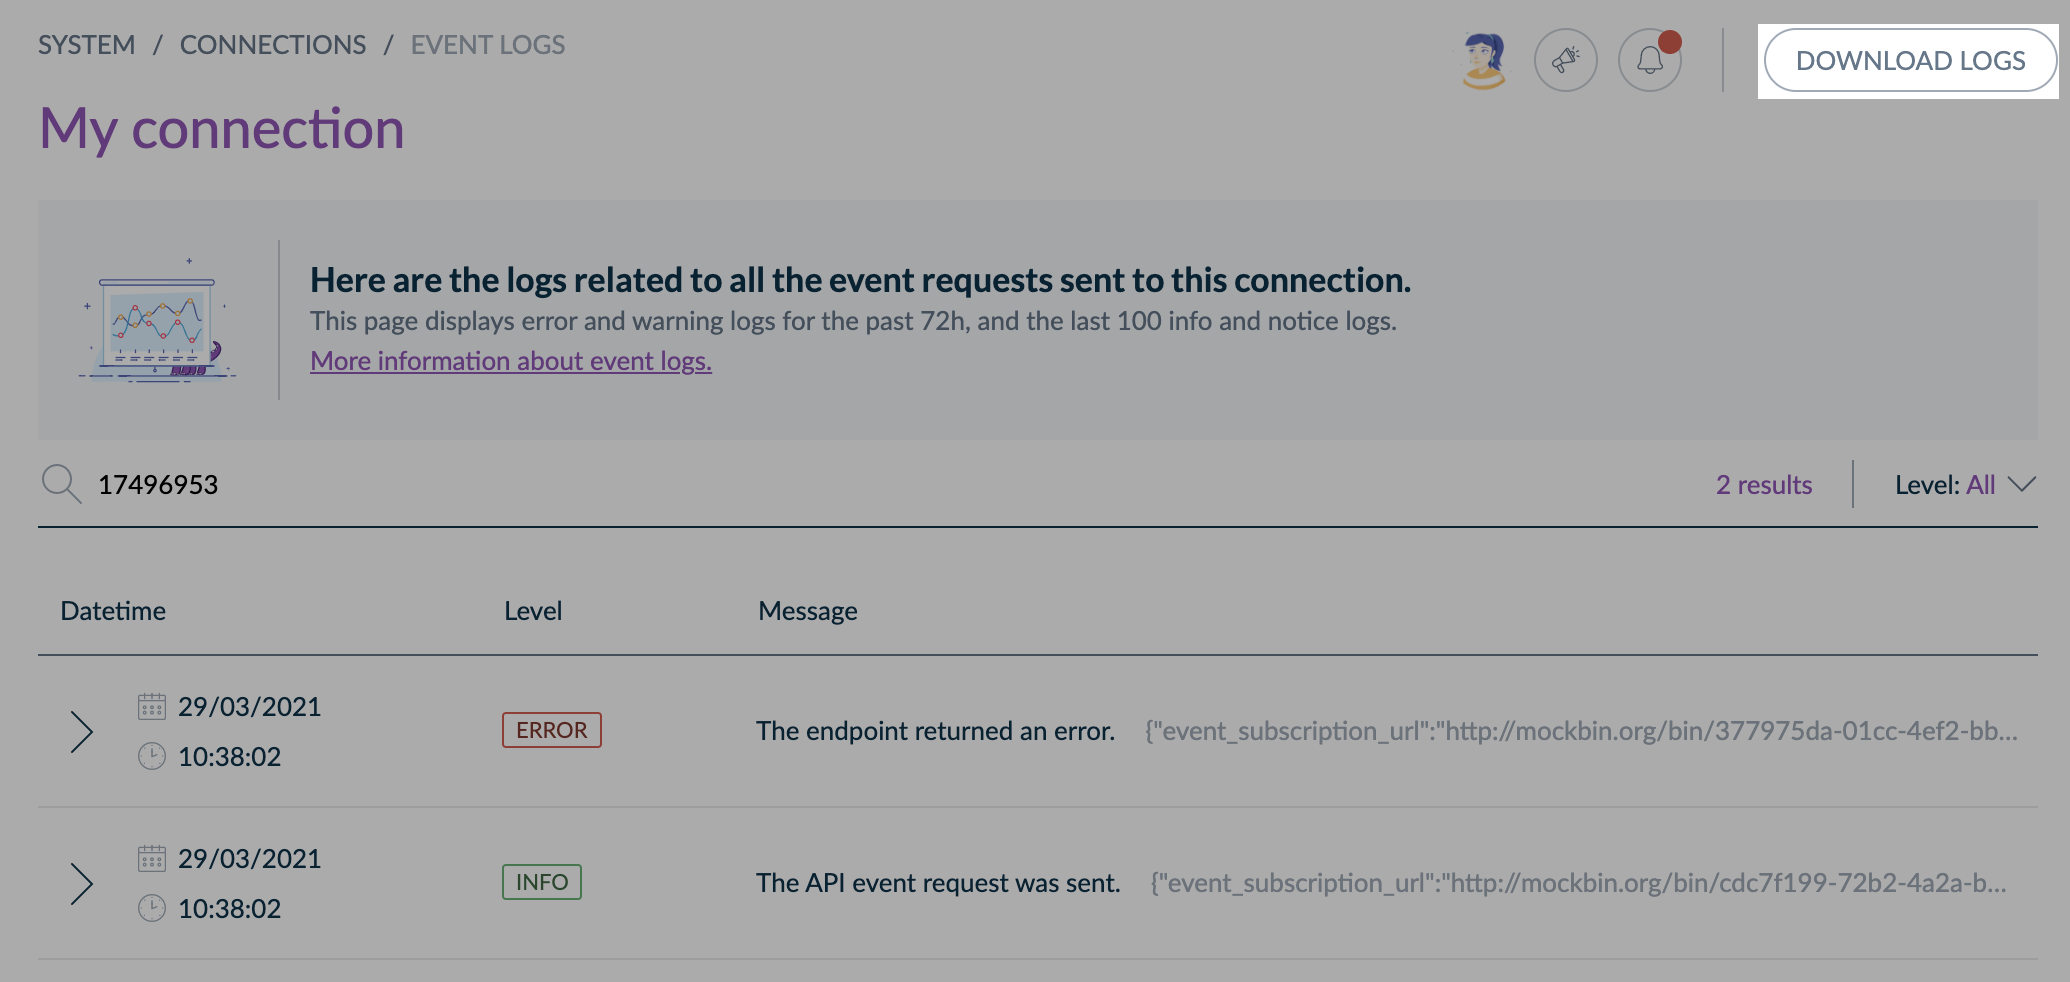 SYSTEM / CONNECTIONS / EVENT LOGS
DOWNLOAD LOGS
My connection
Here are the logs related to all the event requests sent to this connection.
This page displays error and warning logs for the past 72h, and the last 100 info and notice logs.
More information about event logs.
17496953
2 results
Level: All
Datetime Level Message
29/03/2021
10:38:02
ERROR
The endpoint returned an error. {"event_subscription_url":"http://mockbin.org/bin/377975da-01cc-4ef2-bb...
29/03/2021
10:38:02
INFO
The API event request was sent. {"event_subscription_url":"http://mockbin.org/bin/cdc7f199-72b2-4a2a-b...